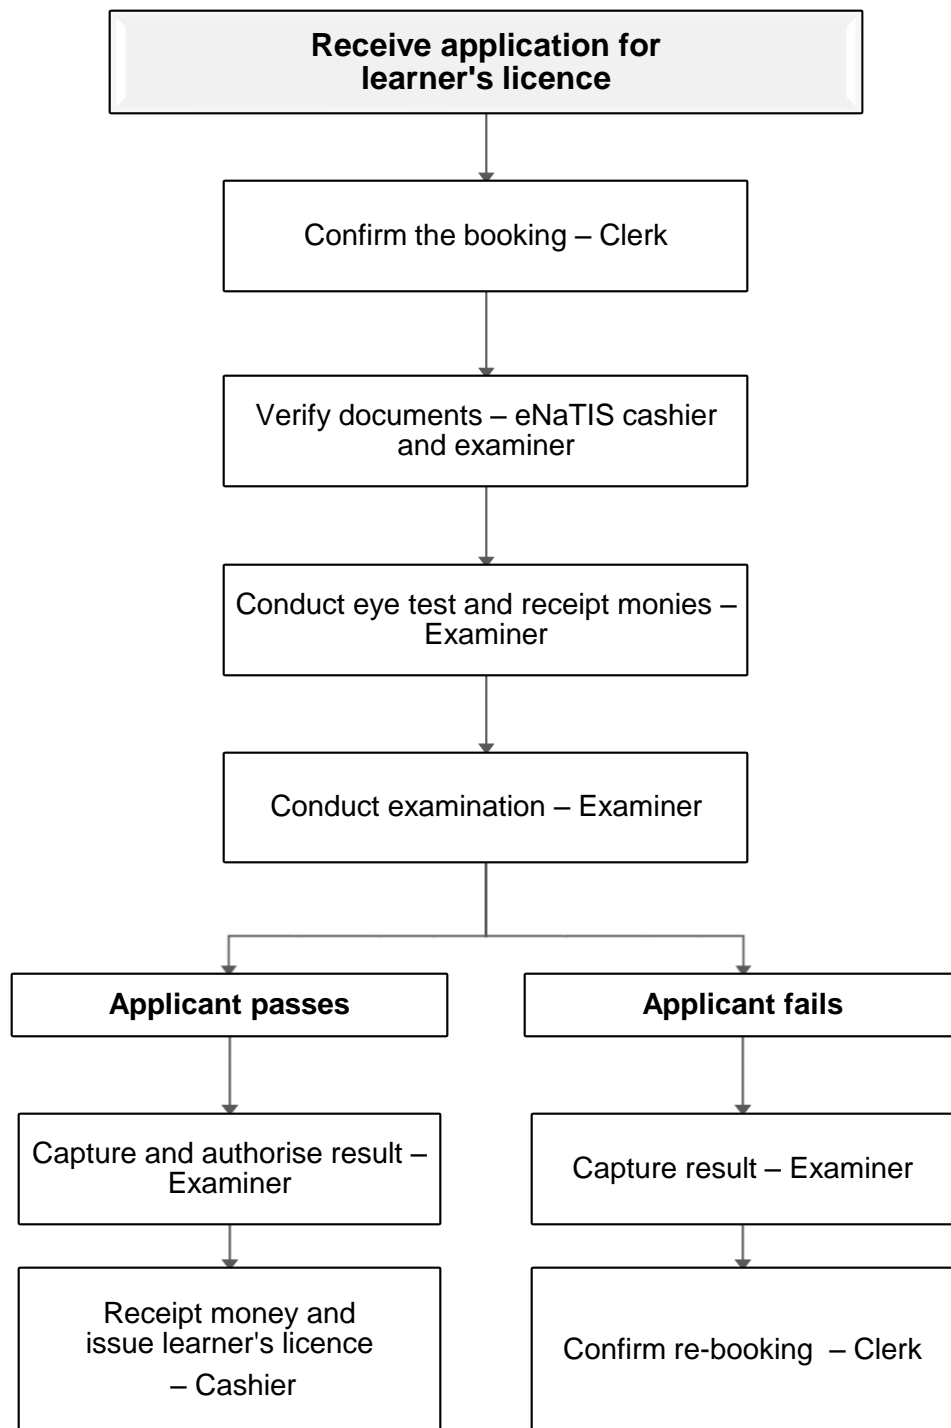 Receive application for
learner's licence
Confirm the booking – Clerk
Verify documents – eNaTIS cashier
and examiner
Conduct eye test and receipt monies –
Examiner
Conduct examination – Examiner
Applicant passes
Applicant fails
Capture and authorise result –
Examiner
Capture result – Examiner
Receipt money and
issue learner's licence
– Cashier
Confirm re-booking – Clerk